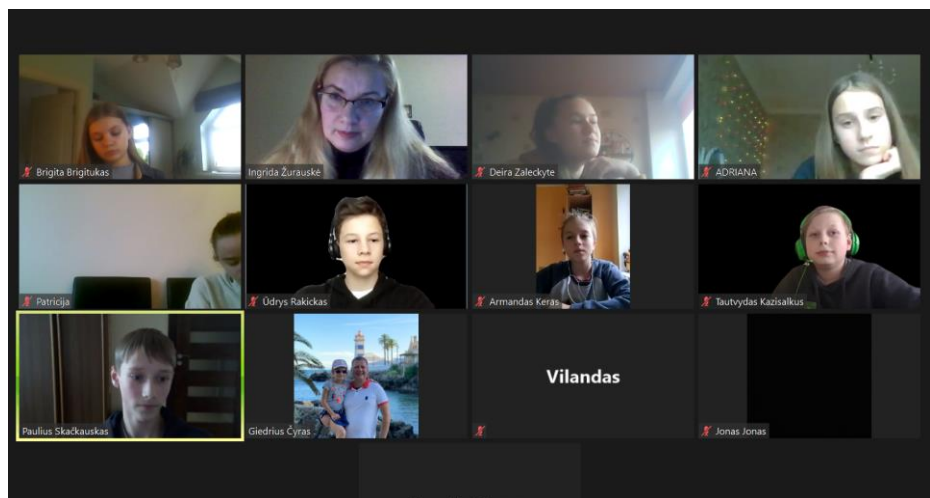 Brigita Brigitukas
Ingrida Žurauskė
Deira Zaleckyte
ADRIANA
Patricija
Ūdrys Rakickas
Armandas Keras
Tautvydas Kazisalkus
Paulius Skačkauskas
Giedrius Čyras
Vilandas
Jonas Jonas